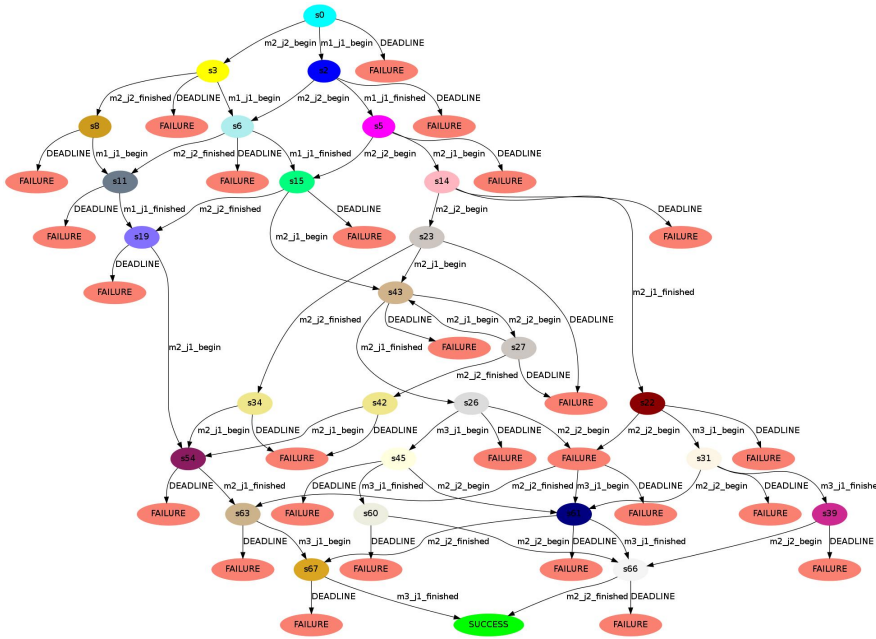 s0
m2_j2_begin
m1_j1_begin
DEADLINE
s3
s2
FAILURE
m2_j2_finished
DEADLINE
m1_j1_begin
m2_j2_begin
m1_j1_finished
DEADLINE
s8
FAILURE
s6
s5
FAILURE
DEADLINE
m1_j1_begin
m2_j2_finished
DEADLINE
m1_j1_finished
m2_j2_begin
m2_j1_begin
DEADLINE
FAILURE
s11
FAILURE
s15
s14
FAILURE
DEADLINE
m1_j1_finished
m2_j2_finished
DEADLINE
m2_j2_begin
DEADLINE
FAILURE
s19
m2_j1_begin
FAILURE
s23
FAILURE
DEADLINE
m2_j1_begin
FAILURE
s43
m2_j1_finished
m2_j2_finished
DEADLINE
m2_j1_begin
m2_j2_begin
DEADLINE
m2_j1_begin
m2_j1_finished
FAILURE
s27
m2_j2_finished
DEADLINE
s34
s42
s26
FAILURE
s22
m2_j1_begin
DEADLINE
m2_j1_begin
DEADLINE
m3_j1_begin
DEADLINE
m2_j2_begin
m2_j2_begin
m3_j1_begin
DEADLINE
s54
FAILURE
s45
FAILURE
FAILURE
s31
FAILURE
DEADLINE
m2_j1_finished
DEADLINE
m3_j1_finished
m2_j2_begin
m2_j2_finished
m3_j1_begin
DEADLINE
m2_j2_begin
DEADLINE
m3_j1_finishe
FAILURE
s63
FAILURE
s60
FAILURE
FAILURE
s39
DEADLINE
m3_j1_begin
DEADLINE
m2_j2_finished
m2_j2_begin
DEADLINE
m3_j1_finished
m2_j2_begin
DEADLINE
FAILURE
s67
FAILURE
FAILURE
s66
FAILURE
DEADLINE
m3_j1_finished
m2_j2_finished
DEADLINE
FAILURE
SUCCESS
FAILURE